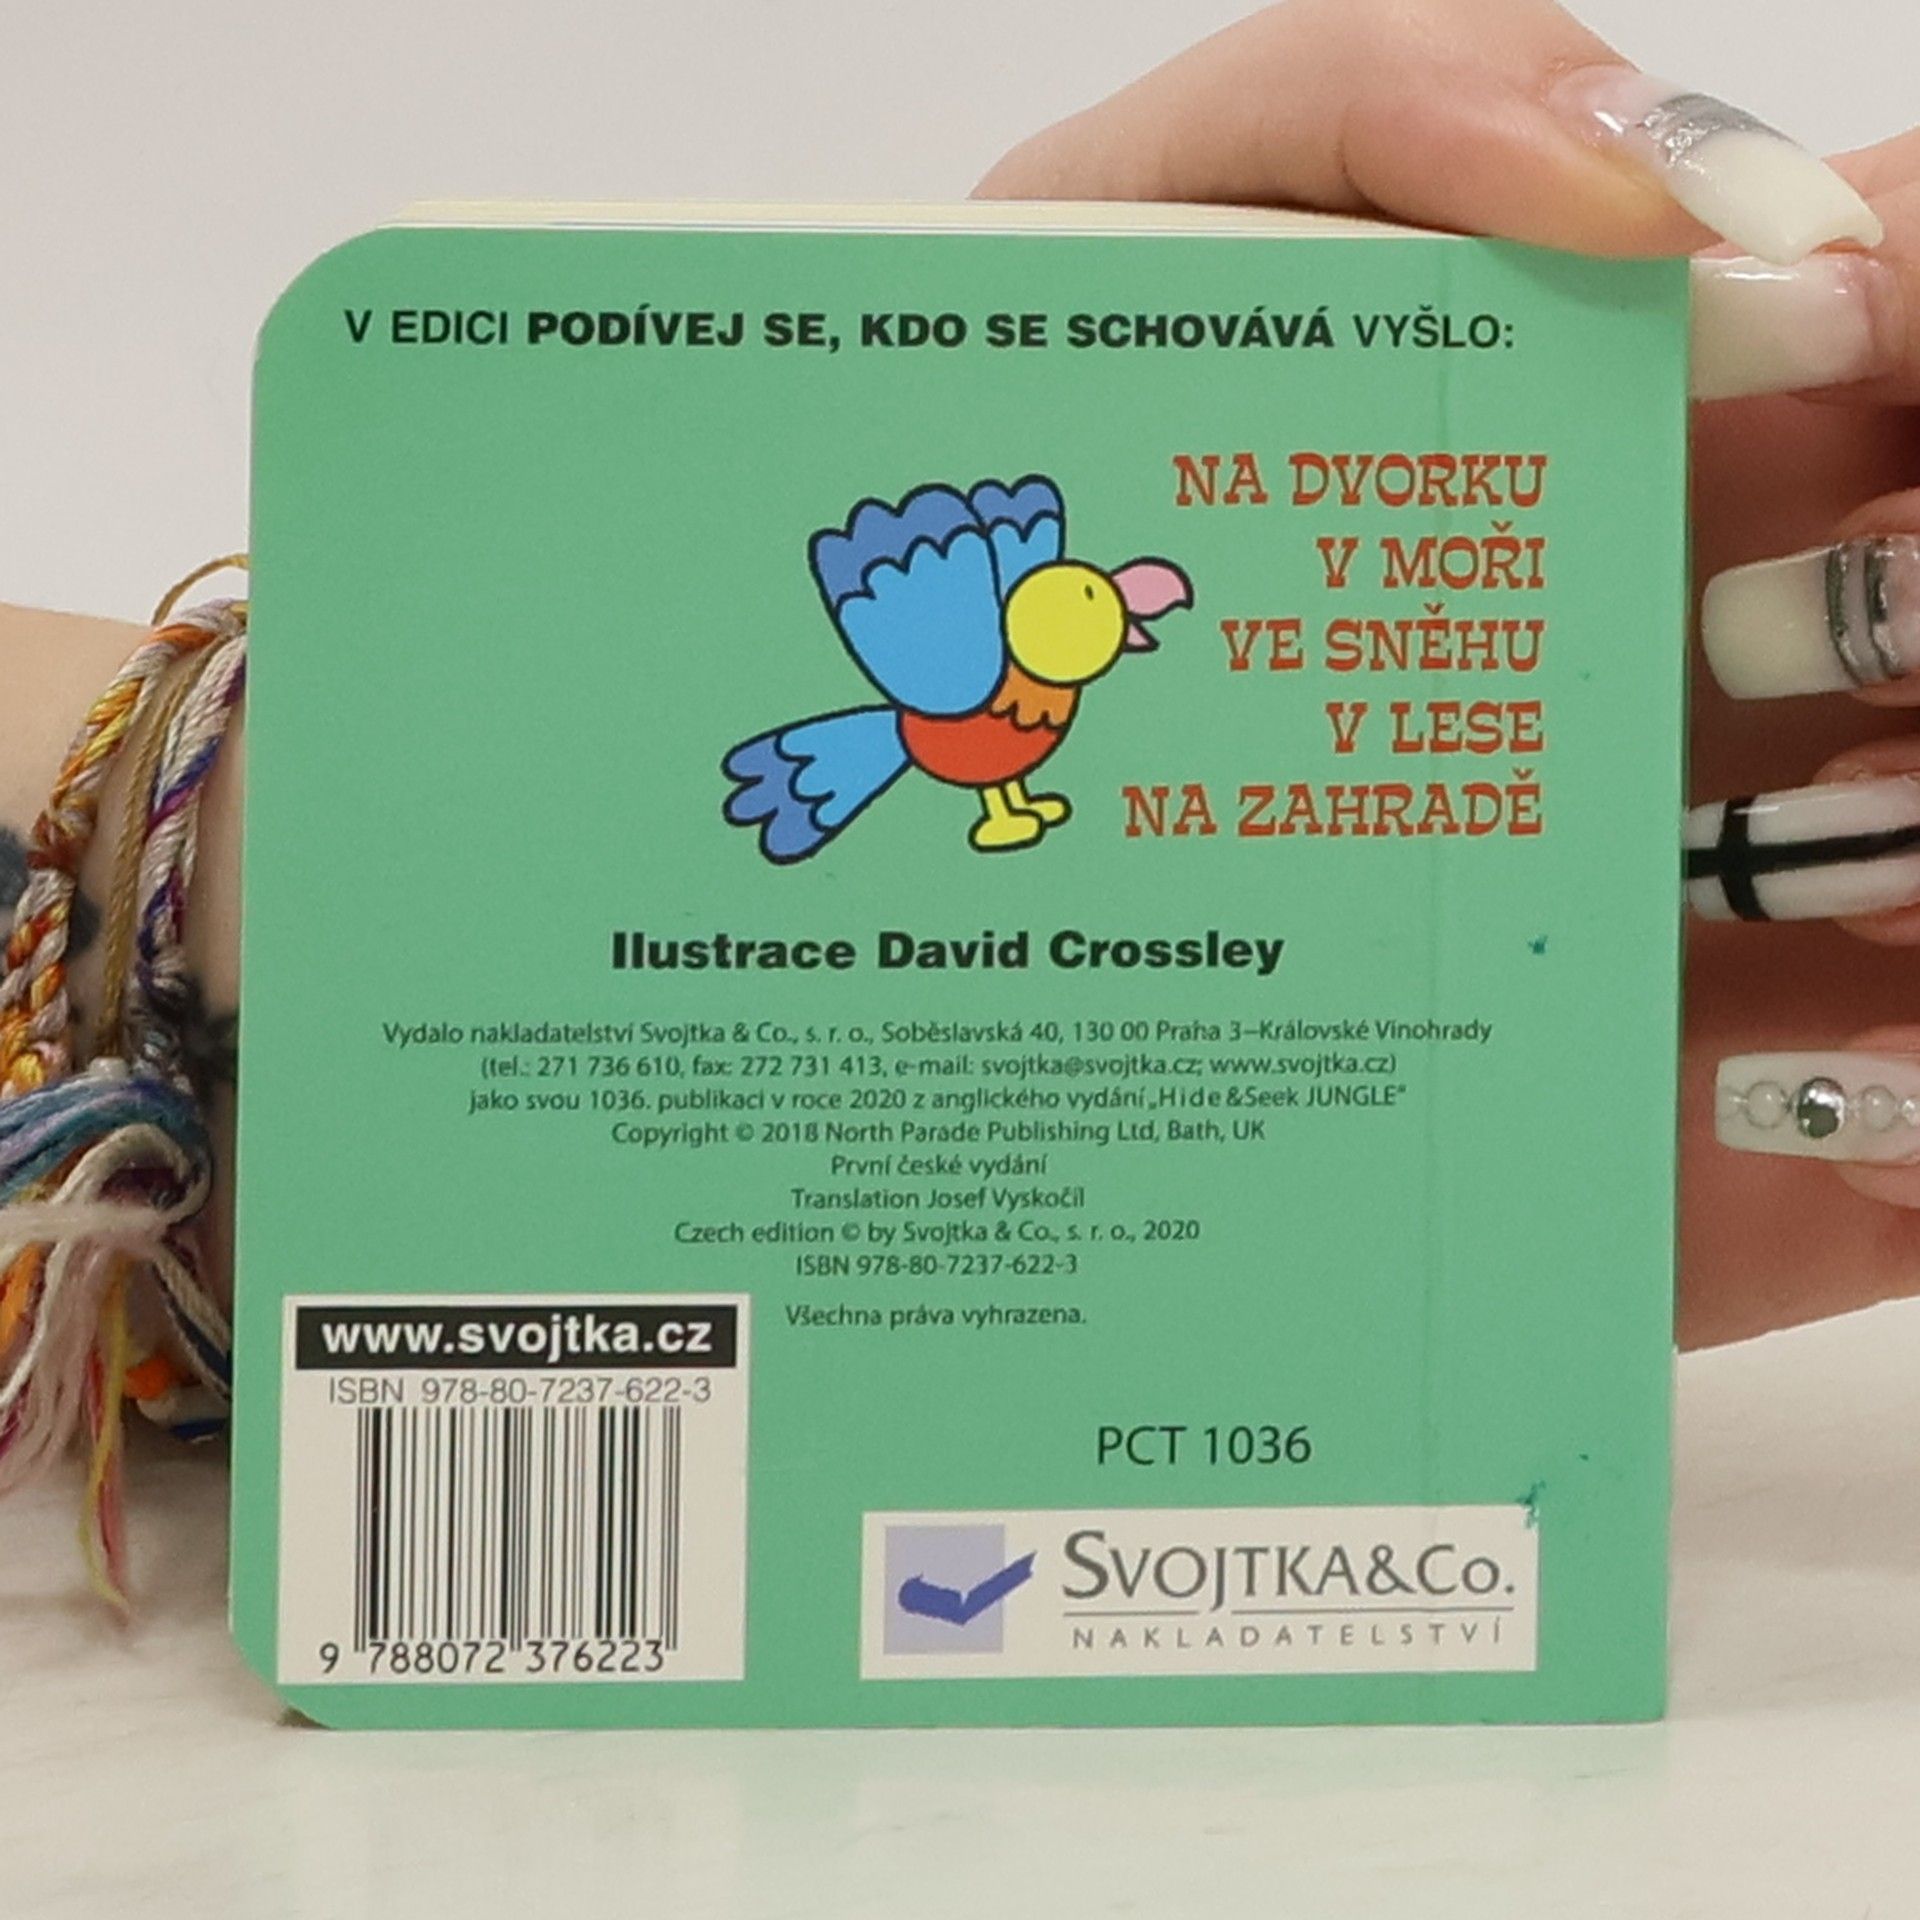 V EDICI PODÍVEJ SE, KDO SE SCHOVÁVÁ VYŠLO:
NA DVORKU
V MOŘI
VE SNĚHU
V LESE
NA ZAHRADĚ
Ilustrace David Crossley
Vydalo nakladatelství Svojtka & Co., s. r. o., Soběslavská 40, 130 00 Praha 3–Královské Vinohrady
(tel.: 271 736 610, fax: 272 731 413, e-mail: svojtka@svojtka.cz; www.svojtka.cz)
jako svou 1036. publikaci v roce 2020 z anglického vydání „Hide &Seek JUNGLE"
Copyright © 2018 North Parade Publishing Ltd, Bath, UK
První české vydání
Translation Josef Vyskočil
Czech edition © by Svojtka & Co., s. r. o., 2020
ISBN 978-80-7237-622-3
Všechna práva vyhrazena.
www.svojtka.cz
ISBN 978-80-7237-622-3
9 788072 376223
PCT 1036
SVOJTKA&CO.
NAKLADATELSTVÍ